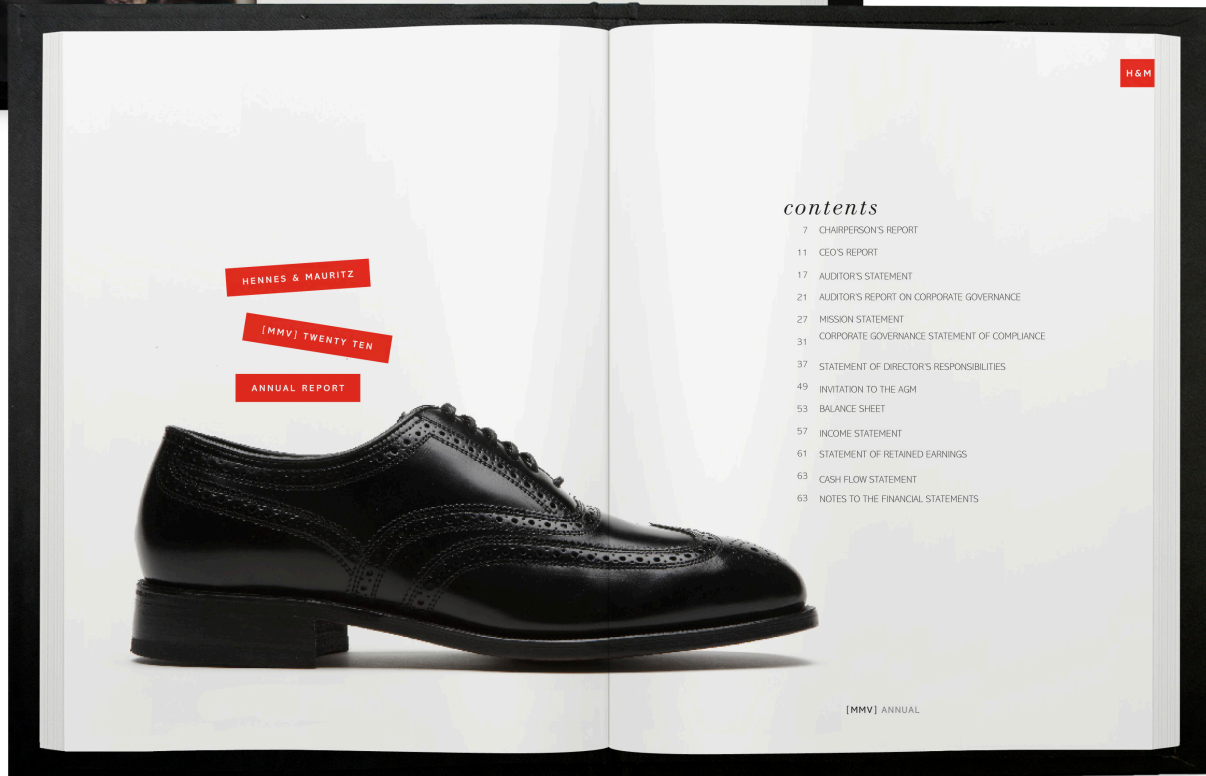 HENNES & MAURITZ
[MMV] TWENTY TEN
ANNUAL REPORT
H&M
contents
7 CHAIRPERSON'S REPORT
11 CEO'S REPORT
17 AUDITOR'S STATEMENT
21 AUDITOR'S REPORT ON CORPORATE GOVERNANCE
27 MISSION STATEMENT
31 CORPORATE GOVERNANCE STATEMENT OF COMPLIANCE
37 STATEMENT OF DIRECTOR'S RESPONSIBILITIES
49 INVITATION TO THE AGM
53 BALANCE SHEET
57 INCOME STATEMENT
61 STATEMENT OF RETAINED EARNINGS
63 CASH FLOW STATEMENT
63 NOTES TO THE FINANCIAL STATEMENTS
[MMV] ANNUAL